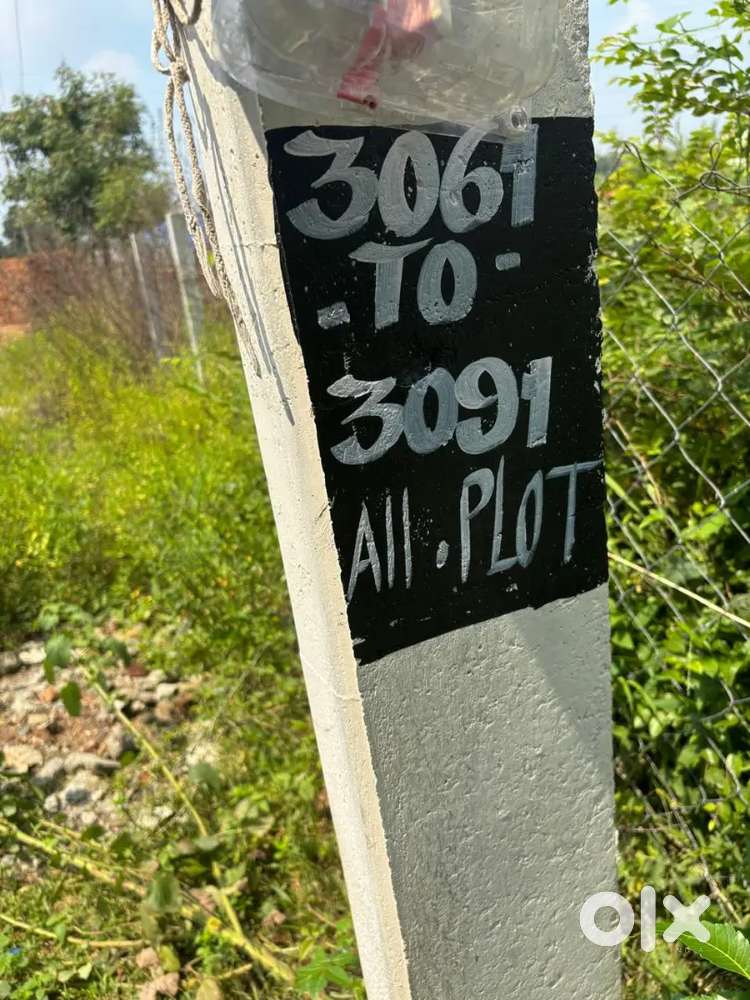 3061
- TO -
3091
All . PLOT
olx